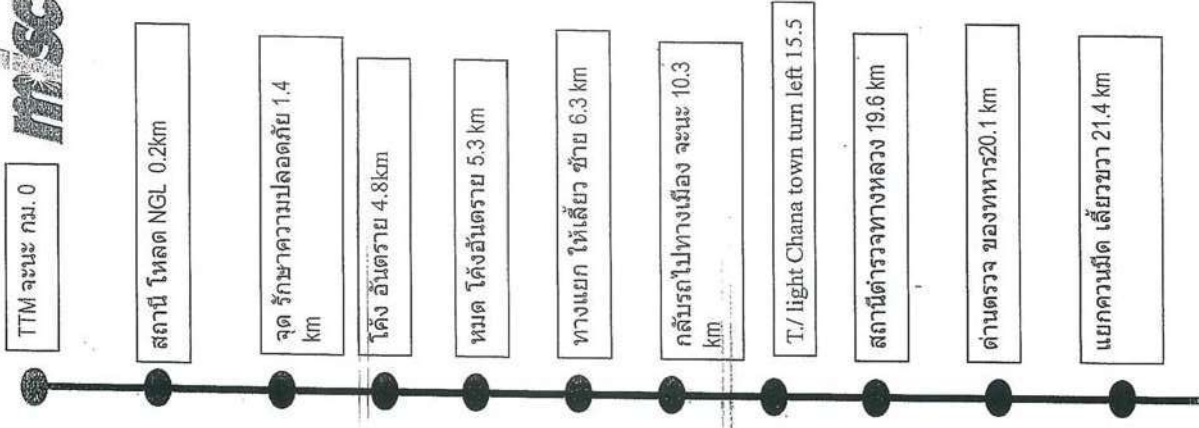 misc
TTM จะนะ กม. 0
สถานี โหลด NGL 0.2km
จุด รักษาความปลอดภัย 1.4
km
โค้ง อันตราย 4.8km
หมด โค้งอันตราย 5.3 km
ทางแยก ให้เลี้ยว ซ้าย 6.3 km
กลับรถไปทางเมือง จะนะ 10.3
km
T./ light Chana town turn left 15.5
สถานีตำรวจทางหลวง 19.6 km
ด่านตรวจ ของทหาร20.1 km
แยกควนมีด เลี้ยวขวา 21.4 km